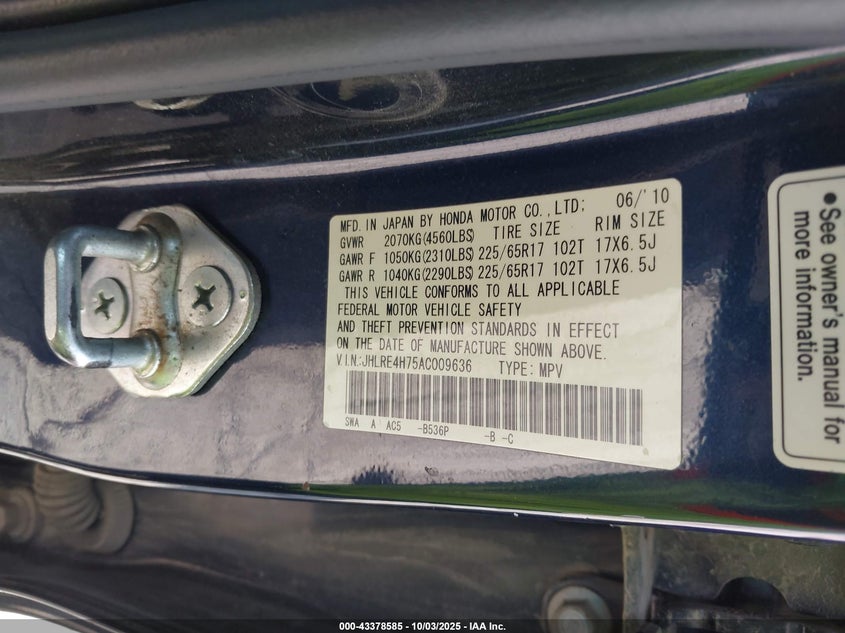 MFD. IN JAPAN BY HONDA MOTOR CO.,LTD: 06/'10
GVWR 2070KG(4560LBS) TIRE SIZE RIM SIZE
GAWR F 1050KG(2310LBS) 225/65R17 102T 17X6.5J
GAWR R 1040KG(2290LBS) 225/65R17 102T 17X6.5J
THIS VEHICLE CONFORMS TO ALL APPLICABLE
FEDERAL MOTOR VEHICLE SAFETY
AND THEFT PREVENTION STANDARDS IN EFFECT
ON THE DATE OF MANUFACTURE SHOWN ABOVE.
VIN:JHLRE4H75AC009636 TYPE: MPV
SWA A AC5 -B536P -B -C
●See owner's manual for
more information.
000-43378585 - 10/03/2025 - IAA Inc.